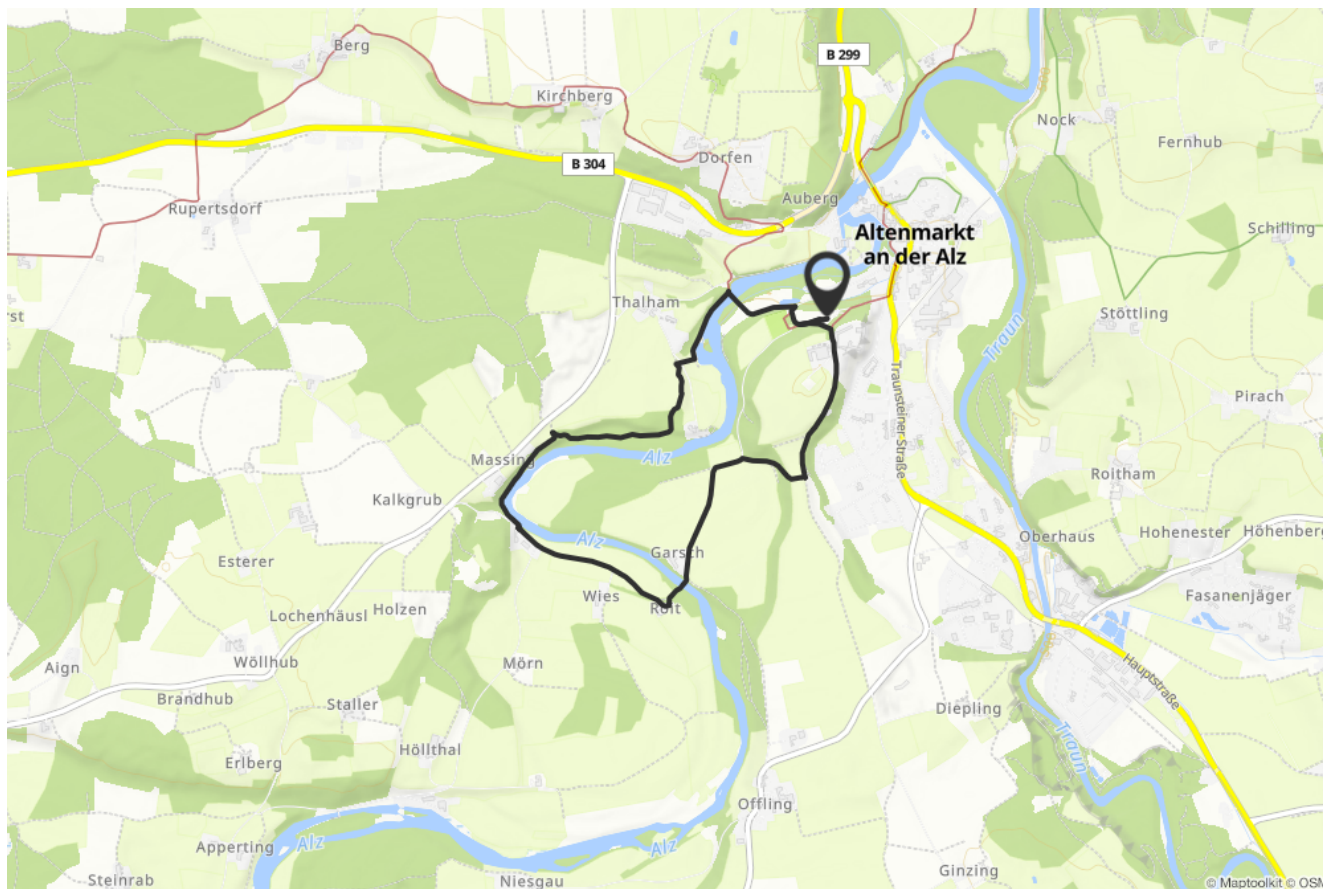 Berg
B 299
Kirchberg
Nock
Fernhub
B 304
Dorfen
Rupertsdorf
Auberg
Schilling
Altenmarkt
an der Alz
Thalham
rst
Stöttling
Traun
Traunsteiner Straße
Pirach
Massing
Alz
Roitham
Kalkgrub
Oberhaus
Hohenester
Höhenberg
Alz
Garsch
Esterer
Wies
Roit
Fasanenjäger
Lochenhäusl
Holzen
Aign
Wöllhub
Mörn
Hauptstraße
Brandhub
Staller
Diepling
Traun
Höllthal
Erlberg
Offling
Apperting
Alz
Alz
Steinrab
Niesgau
Ginzing
© Maptoolkit © OSM